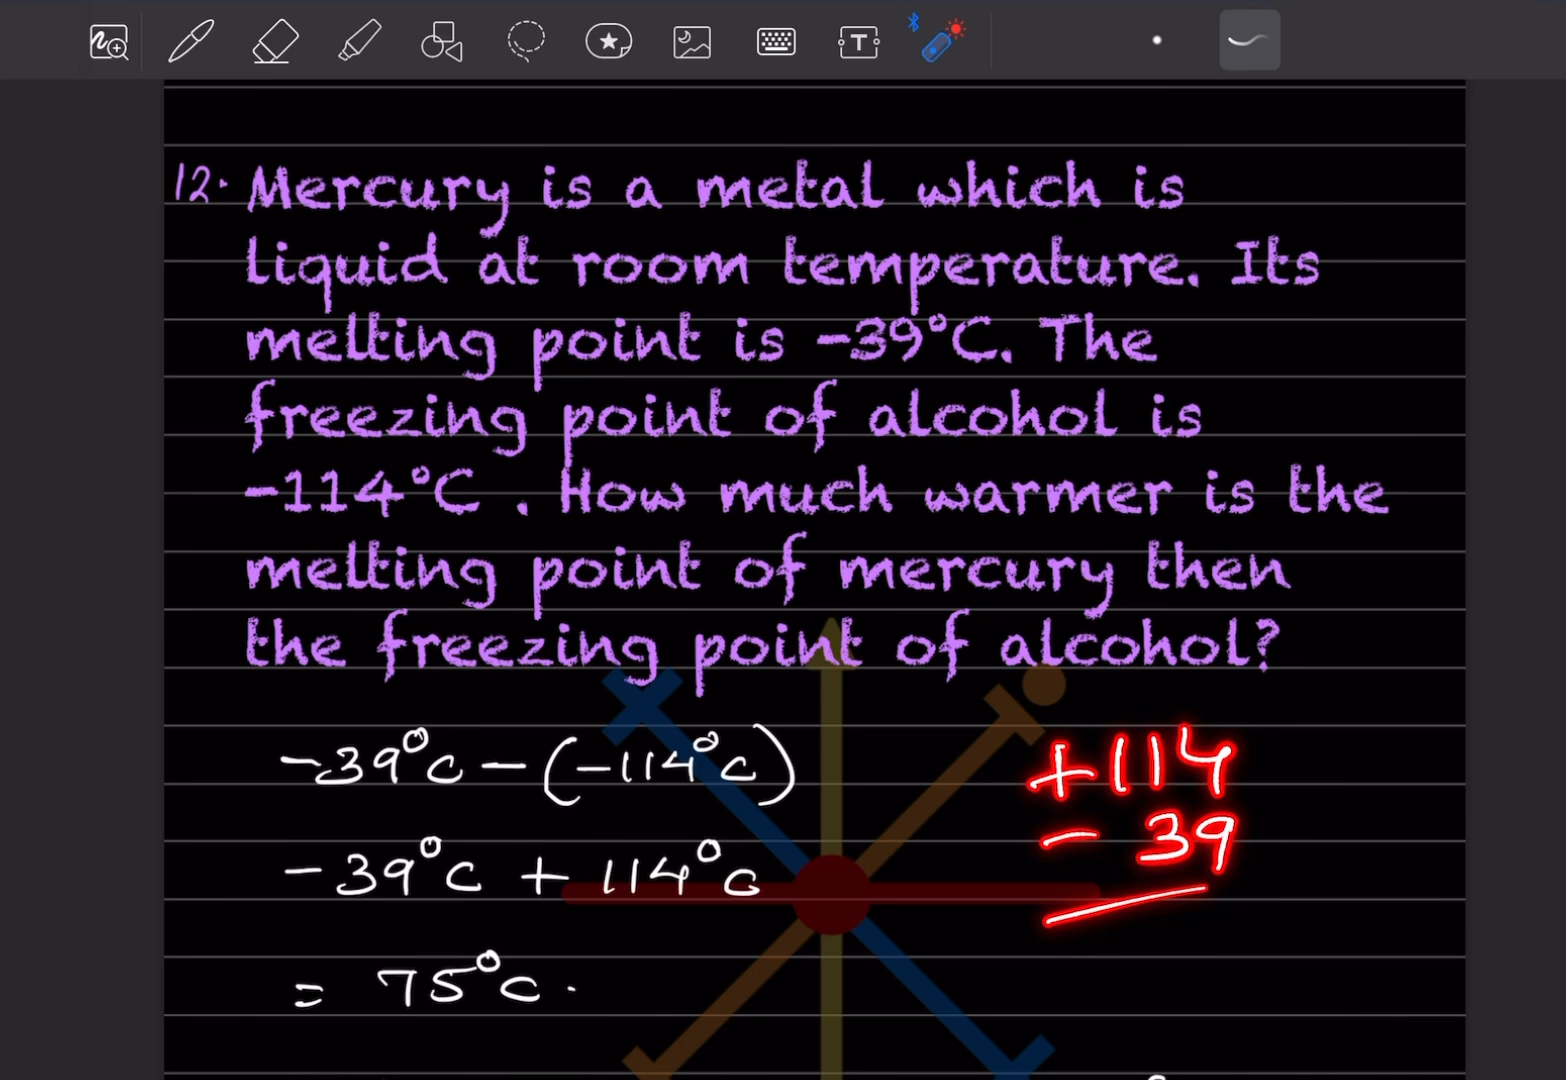 12. Mercury is a metal which is
liquid at room temperature. Its
melting point is -39°C. The
freezing point of alcohol is
-114°C . How much warmer is the
melting point of mercury then
the freezing point of alcohol?
-39°C - (-114°C)
+114
- 39
-39°C + 114°C
= 75°C.